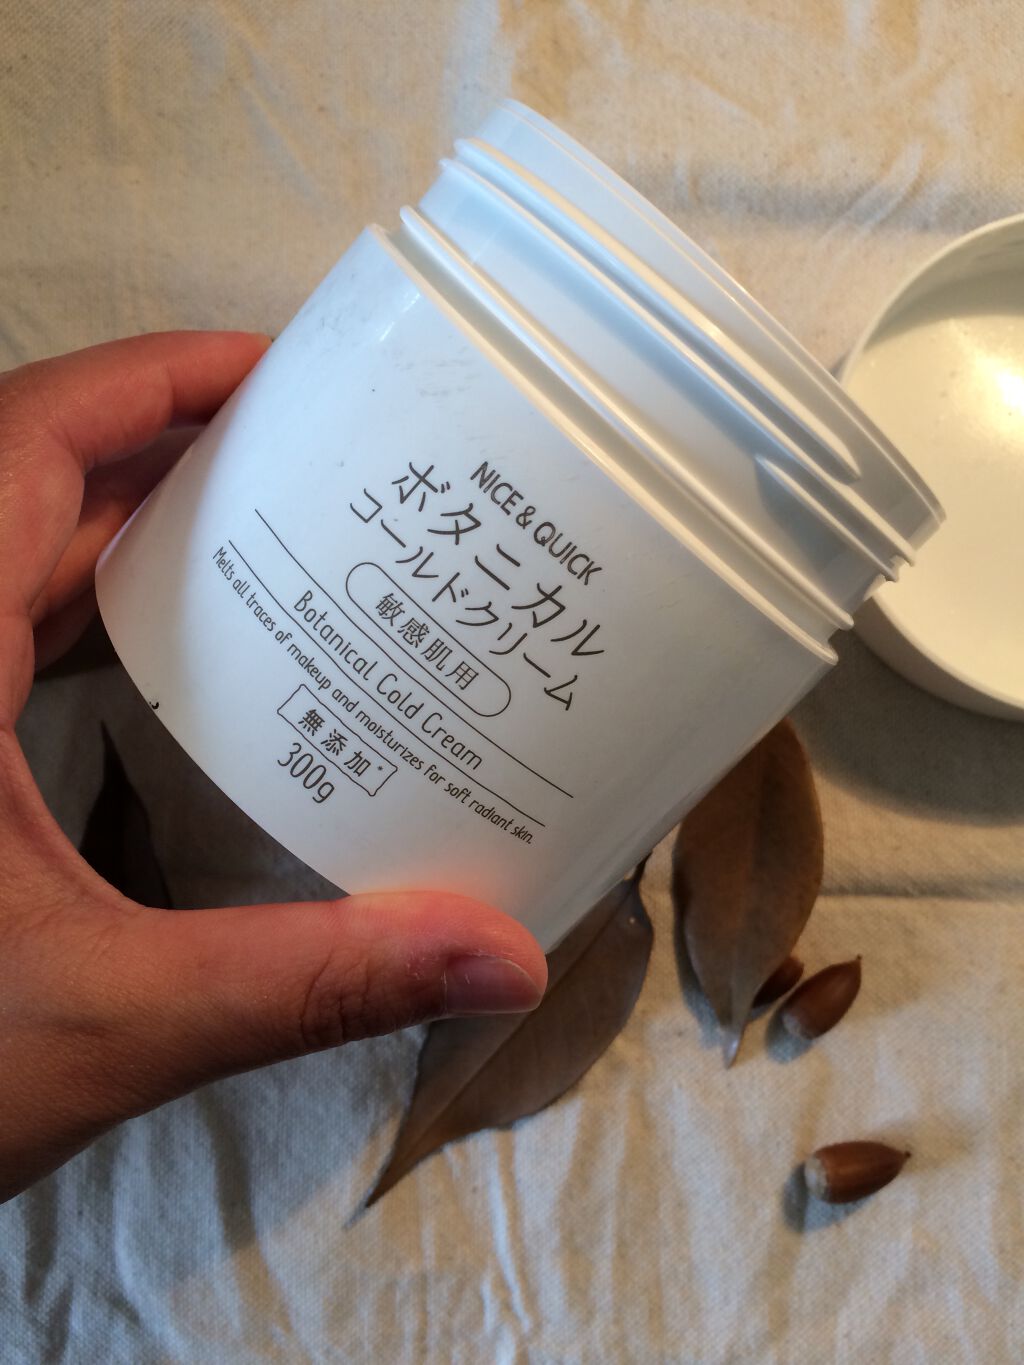 NICE & QUICK
ボタニカル
コールドクリーム
敏感肌用
Botanical Cold Cream
Melts all traces of makeup and moisturizes for soft radiant skin.
無添加*
300g